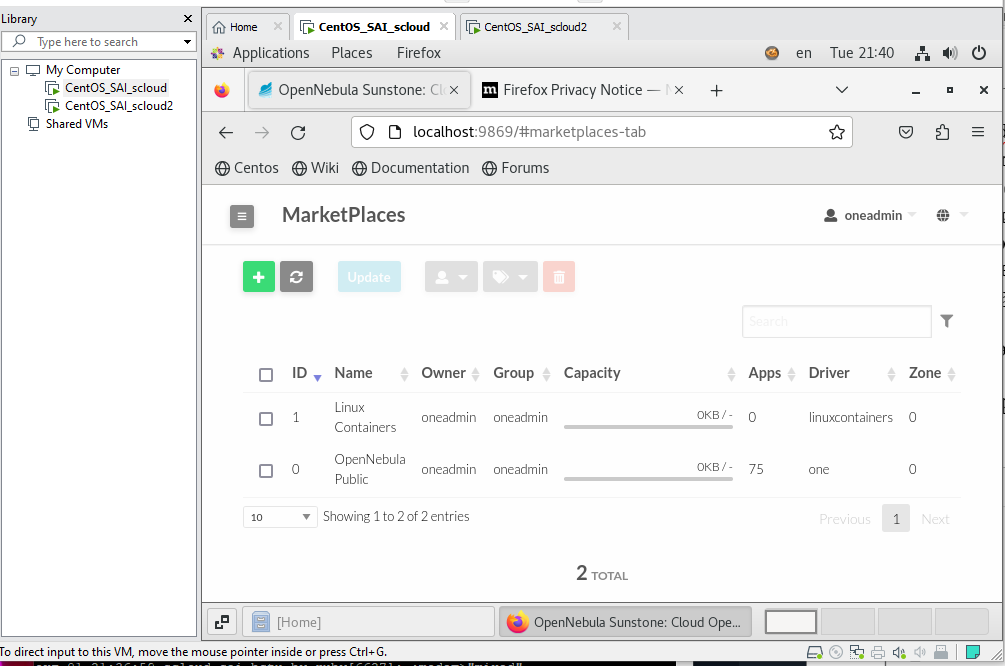 Library
Type here to search
My Computer
CentOS_SAI_scloud
CentOS_SAI_scloud2
Shared VMs
Home
CentOS_SAI_scloud
CentOS_SAI_scloud2
Applications Places Firefox en Tue 21:40
OpenNebula Sunstone: Cl
Firefox Privacy Notice —
localhost:9869/#marketplaces-tab
Centos Wiki Documentation Forums
MarketPlaces oneadmin
Update
Search
ID Name Owner Group Capacity Apps Driver Zone
1 Linux Containers oneadmin oneadmin 0KB / - 0 linuxcontainers 0
0 OpenNebula Public oneadmin oneadmin 0KB / - 75 one 0
10 Showing 1 to 2 of 2 entries
Previous 1 Next
2 TOTAL
[Home] OpenNebula Sunstone: Cloud Ope...
To direct input to this VM, move the mouse pointer inside or press Ctrl+G.